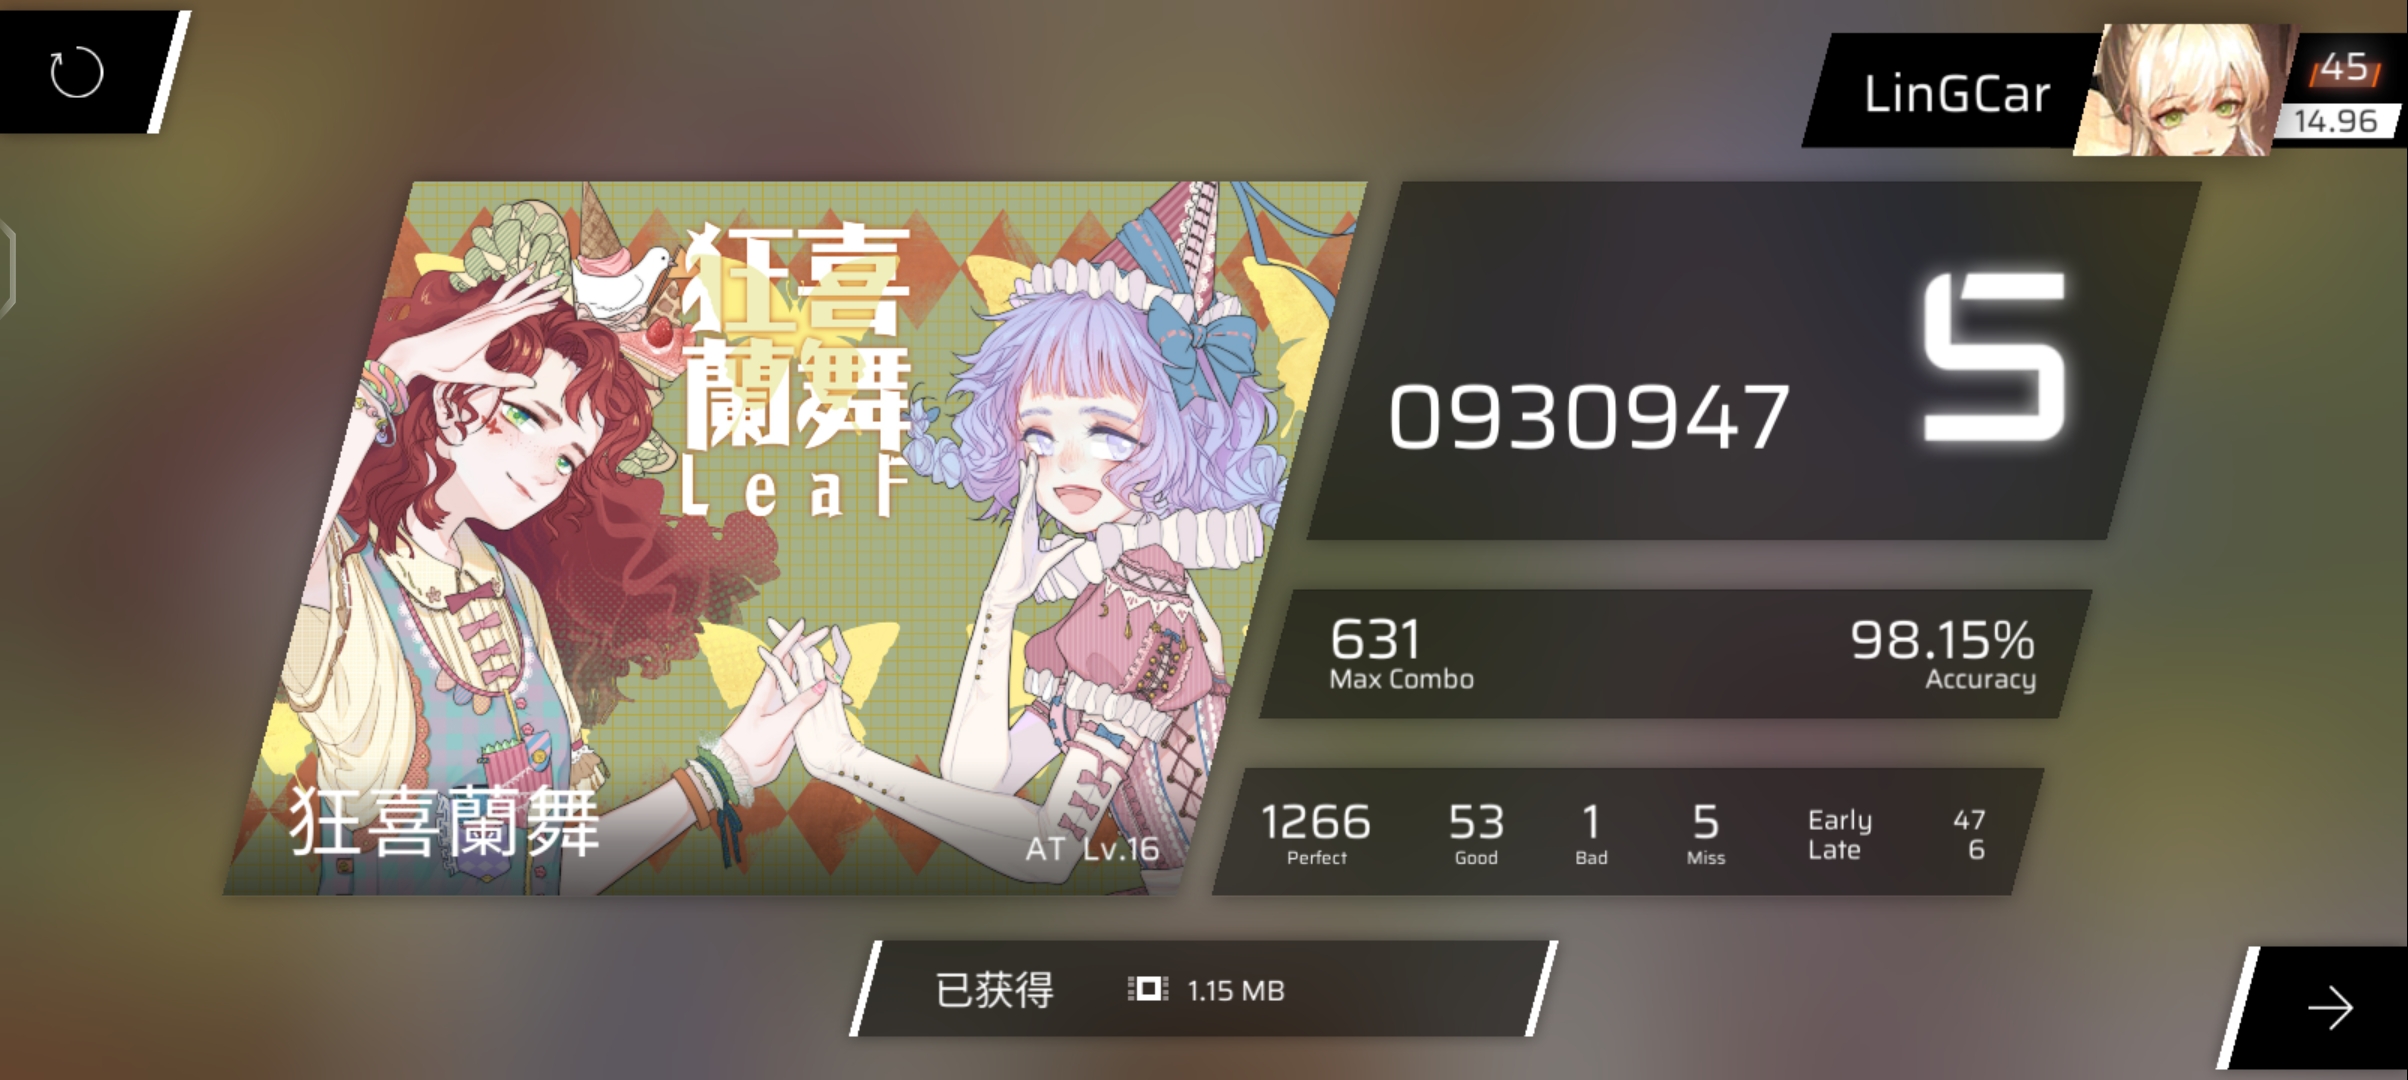 LinGCar
45
14.96
狂喜
蘭舞
Leaf
狂喜蘭舞
AT Lv.16
0930947
S
631
Max Combo
98.15%
Accuracy
1266
Perfect
53
Good
1
Bad
5
Miss
Early 47
Late 6
已获得 1.15 MB